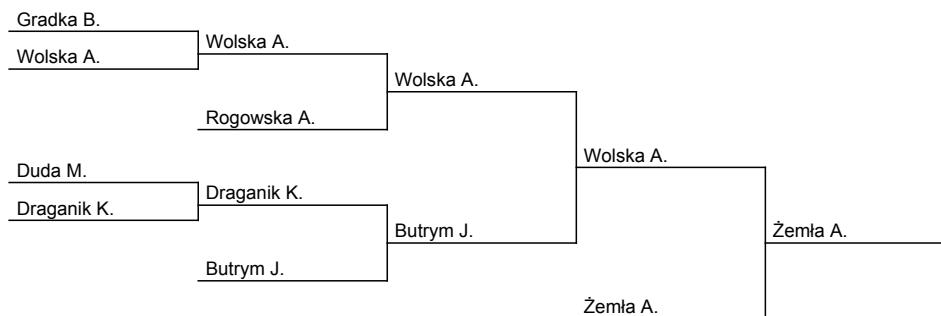 Gradka B.
Wolska A.
Wolska A.
Wolska A.
Rogowska A.
Wolska A.
Duda M.
Draganik K.
Draganik K.
Butrym J.
Żemła A.
Butrym J.
Żemła A.